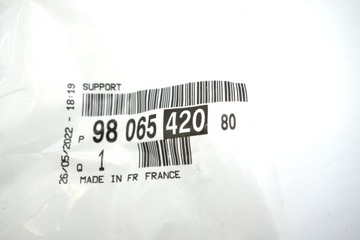 SUPPORT
P 98 065 420 80
Q 1
MADE IN FR FRANCE
26/05/2022 - 18:19